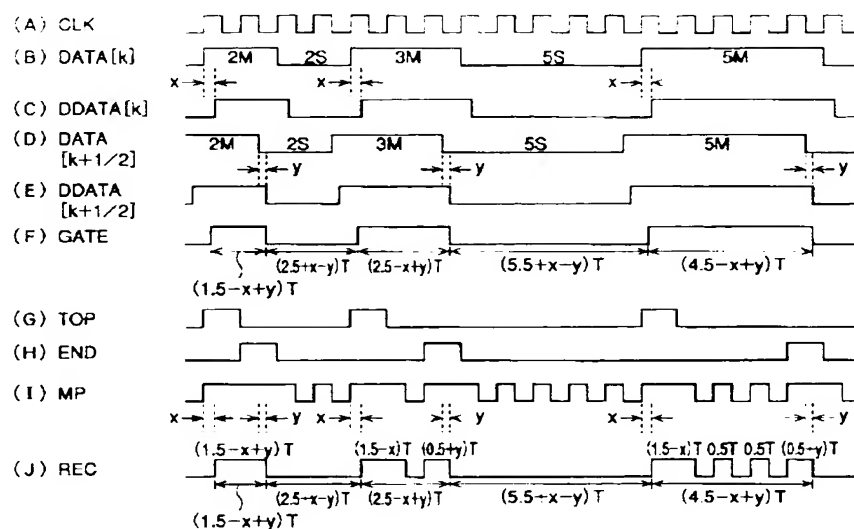 (A) CLK
(B) DATA[k] 2M 2S 3M 5S 5M
x x x
(C) DDATA[k]
(D) DATA 2M 2S 3M 5S 5M
[k+1/2] y y y
(E) DDATA
[k+1/2]
(F) GATE
(2.5+x-y)T (2.5-x+y)T (5.5+x-y)T (4.5-x+y)T
(1.5-x+y)T
(G) TOP
(H) END
(I) MP
x y x y x y
(1.5-x+y)T (1.5-x)T (0.5+y)T (1.5-x)T 0.5T 0.5T (0.5+y)T
(J) REC
(2.5+x-y)T (2.5-x+y)T (5.5+x-y)T (4.5-x+y)T
(1.5-x+y)T